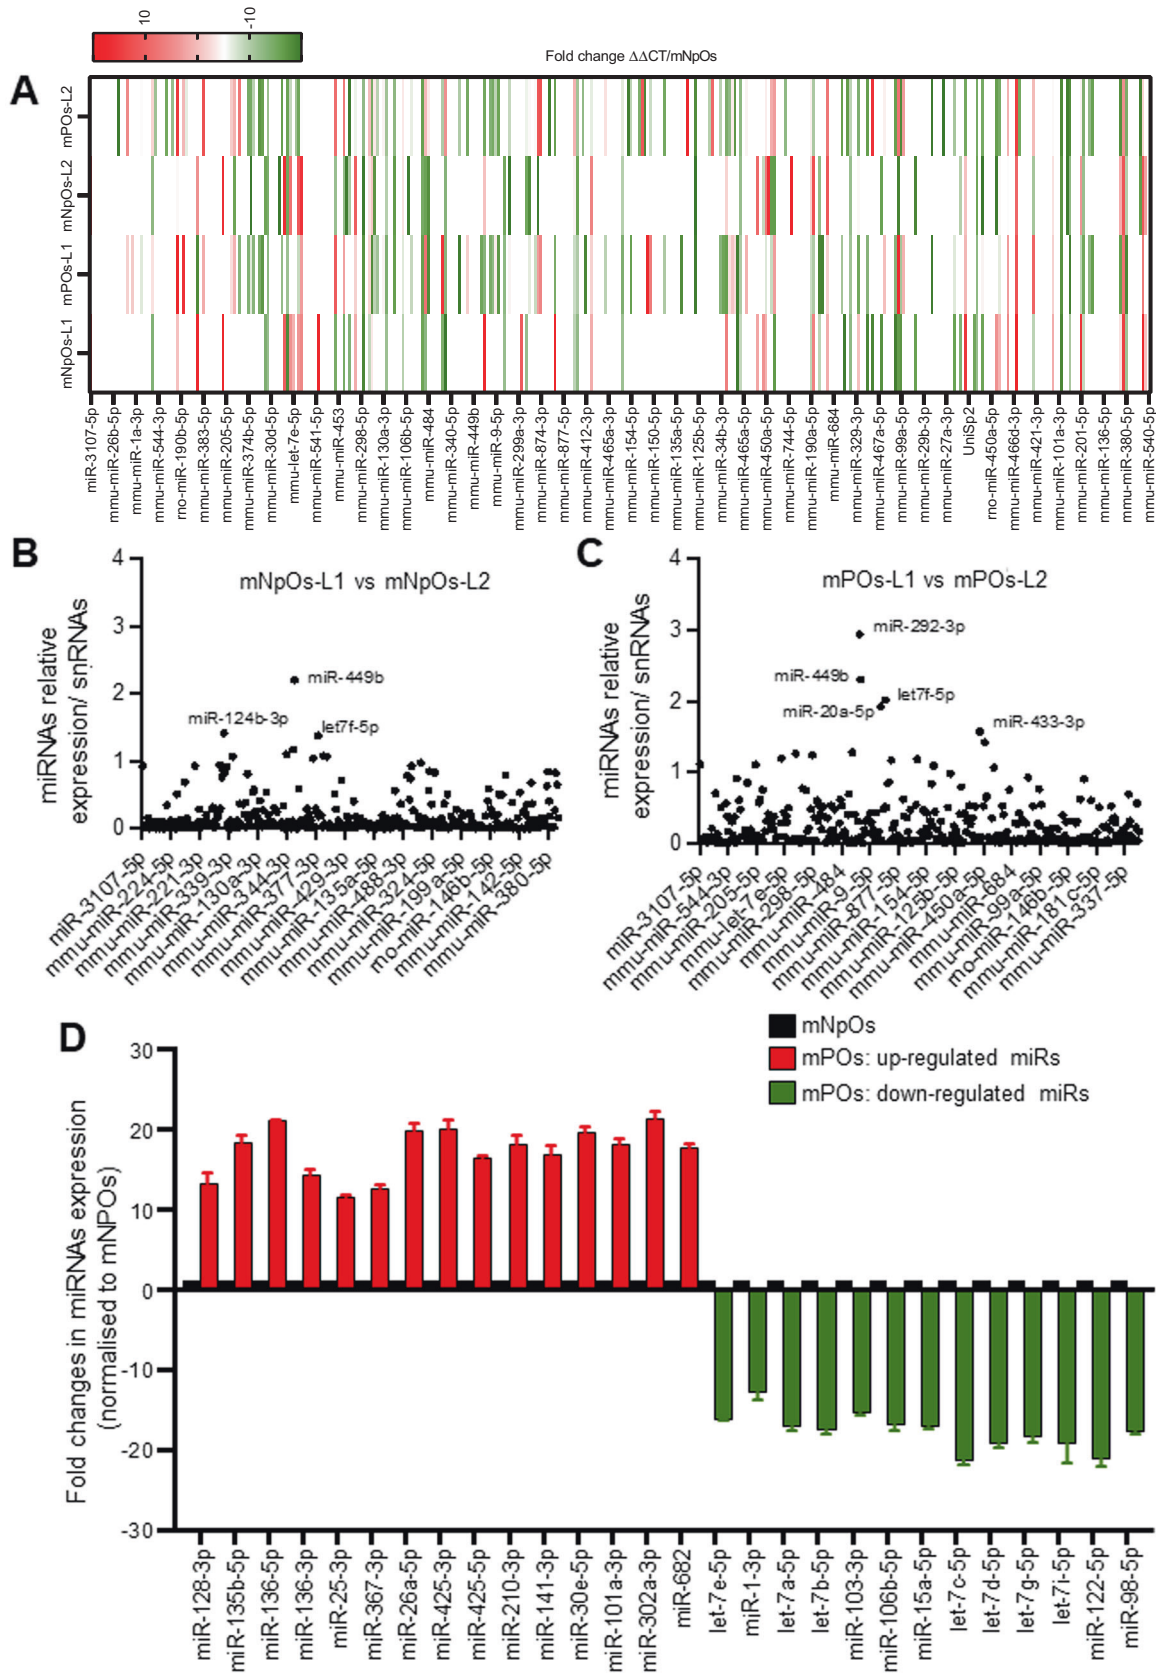 10
-10
Fold change ΔΔCT/mNpOs
A
mPOs-L2
mNpOs-L2
mPOs-L1
mNpOs-L1
miR-3107-5p
mmu-miR-26b-5p
mmu-miR-1a-3p
mmu-miR-544-3p
rno-miR-190b-5p
mmu-miR-383-5p
mmu-miR-205-5p
mmu-miR-374b-5p
mmu-miR-30d-5p
mmu-let-7e-5p
mmu-miR-541-5p
mmu-miR-453
mmu-miR-298-5p
mmu-miR-130a-3p
mmu-miR-106b-5p
mmu-miR-484
mmu-miR-340-5p
mmu-miR-449b
mmu-miR-9-5p
mmu-miR-299a-3p
mmu-miR-874-3p
mmu-miR-877-5p
mmu-miR-412-3p
mmu-miR-465a-3p
mmu-miR-154-5p
mmu-miR-150-5p
mmu-miR-135a-5p
mmu-miR-125b-5p
mmu-miR-34b-3p
mmu-miR-465a-5p
mmu-miR-450a-5p
mmu-miR-744-5p
mmu-miR-190a-5p
mmu-miR-684
mmu-miR-329-3p
mmu-miR-467a-5p
mmu-miR-99a-5p
mmu-miR-29b-3p
mmu-miR-27a-3p
UniSp2
rno-miR-450a-5p
mmu-miR-466d-3p
mmu-miR-421-3p
mmu-miR-101a-3p
mmu-miR-201-5p
mmu-miR-136-5p
mmu-miR-380-5p
mmu-miR-540-5p
B
mNpOs-L1 vs mNpOs-L2
miRNAs relative
expression/ snRNAs
4
3
2
1
0
miR-449b
miR-124b-3p
let7f-5p
miR-3107-5p
mmu-miR-224-5p
mmu-miR-221-3p
mmu-miR-339-3p
mmu-miR-130a-3p
mmu-miR-344-3p
mmu-miR-377-3p
mmu-miR-429-3p
mmu-miR-135a-5p
mmu-miR-488-3p
mmu-miR-324-5p
mmu-miR-199a-5p
rno-miR-146b-5p
mmu-miR-142-5p
mmu-miR-380-5p
C
mPOs-L1 vs mPOs-L2
miRNAs relative
expression/ snRNAs
4
3
2
1
0
miR-292-3p
miR-449b
let7f-5p
miR-20a-5p
miR-433-3p
miR-3107-5p
mmu-miR-544-3p
mmu-miR-205-5p
mmu-let-7e-5p
mmu-miR-298-5p
mmu-miR-484
mmu-miR-9-5p
mmu-miR-877-5p
mmu-miR-154-5p
mmu-miR-125b-5p
mmu-miR-450a-5p
mmu-miR-684
mmu-miR-99a-5p
rno-miR-146b-5p
mmu-miR-181c-5p
mmu-miR-337-5p
D
mNpOs
mPOs: up-regulated miRs
mPOs: down-regulated miRs
Fold changes in miRNAs expression
(normalised to mNPOs)
30
20
10
0
-10
-20
-30
miR-128-3p
miR-135b-5p
miR-136-5p
miR-136-3p
miR-25-3p
miR-367-3p
miR-26a-5p
miR-425-3p
miR-425-5p
miR-210-3p
miR-141-3p
miR-30e-5p
miR-101a-3p
miR-302a-3p
miR-682
let-7e-5p
miR-1-3p
let-7a-5p
let-7b-5p
miR-103-3p
miR-106b-5p
miR-15a-5p
let-7c-5p
let-7d-5p
let-7g-5p
let-7i-5p
miR-122-5p
miR-98-5p